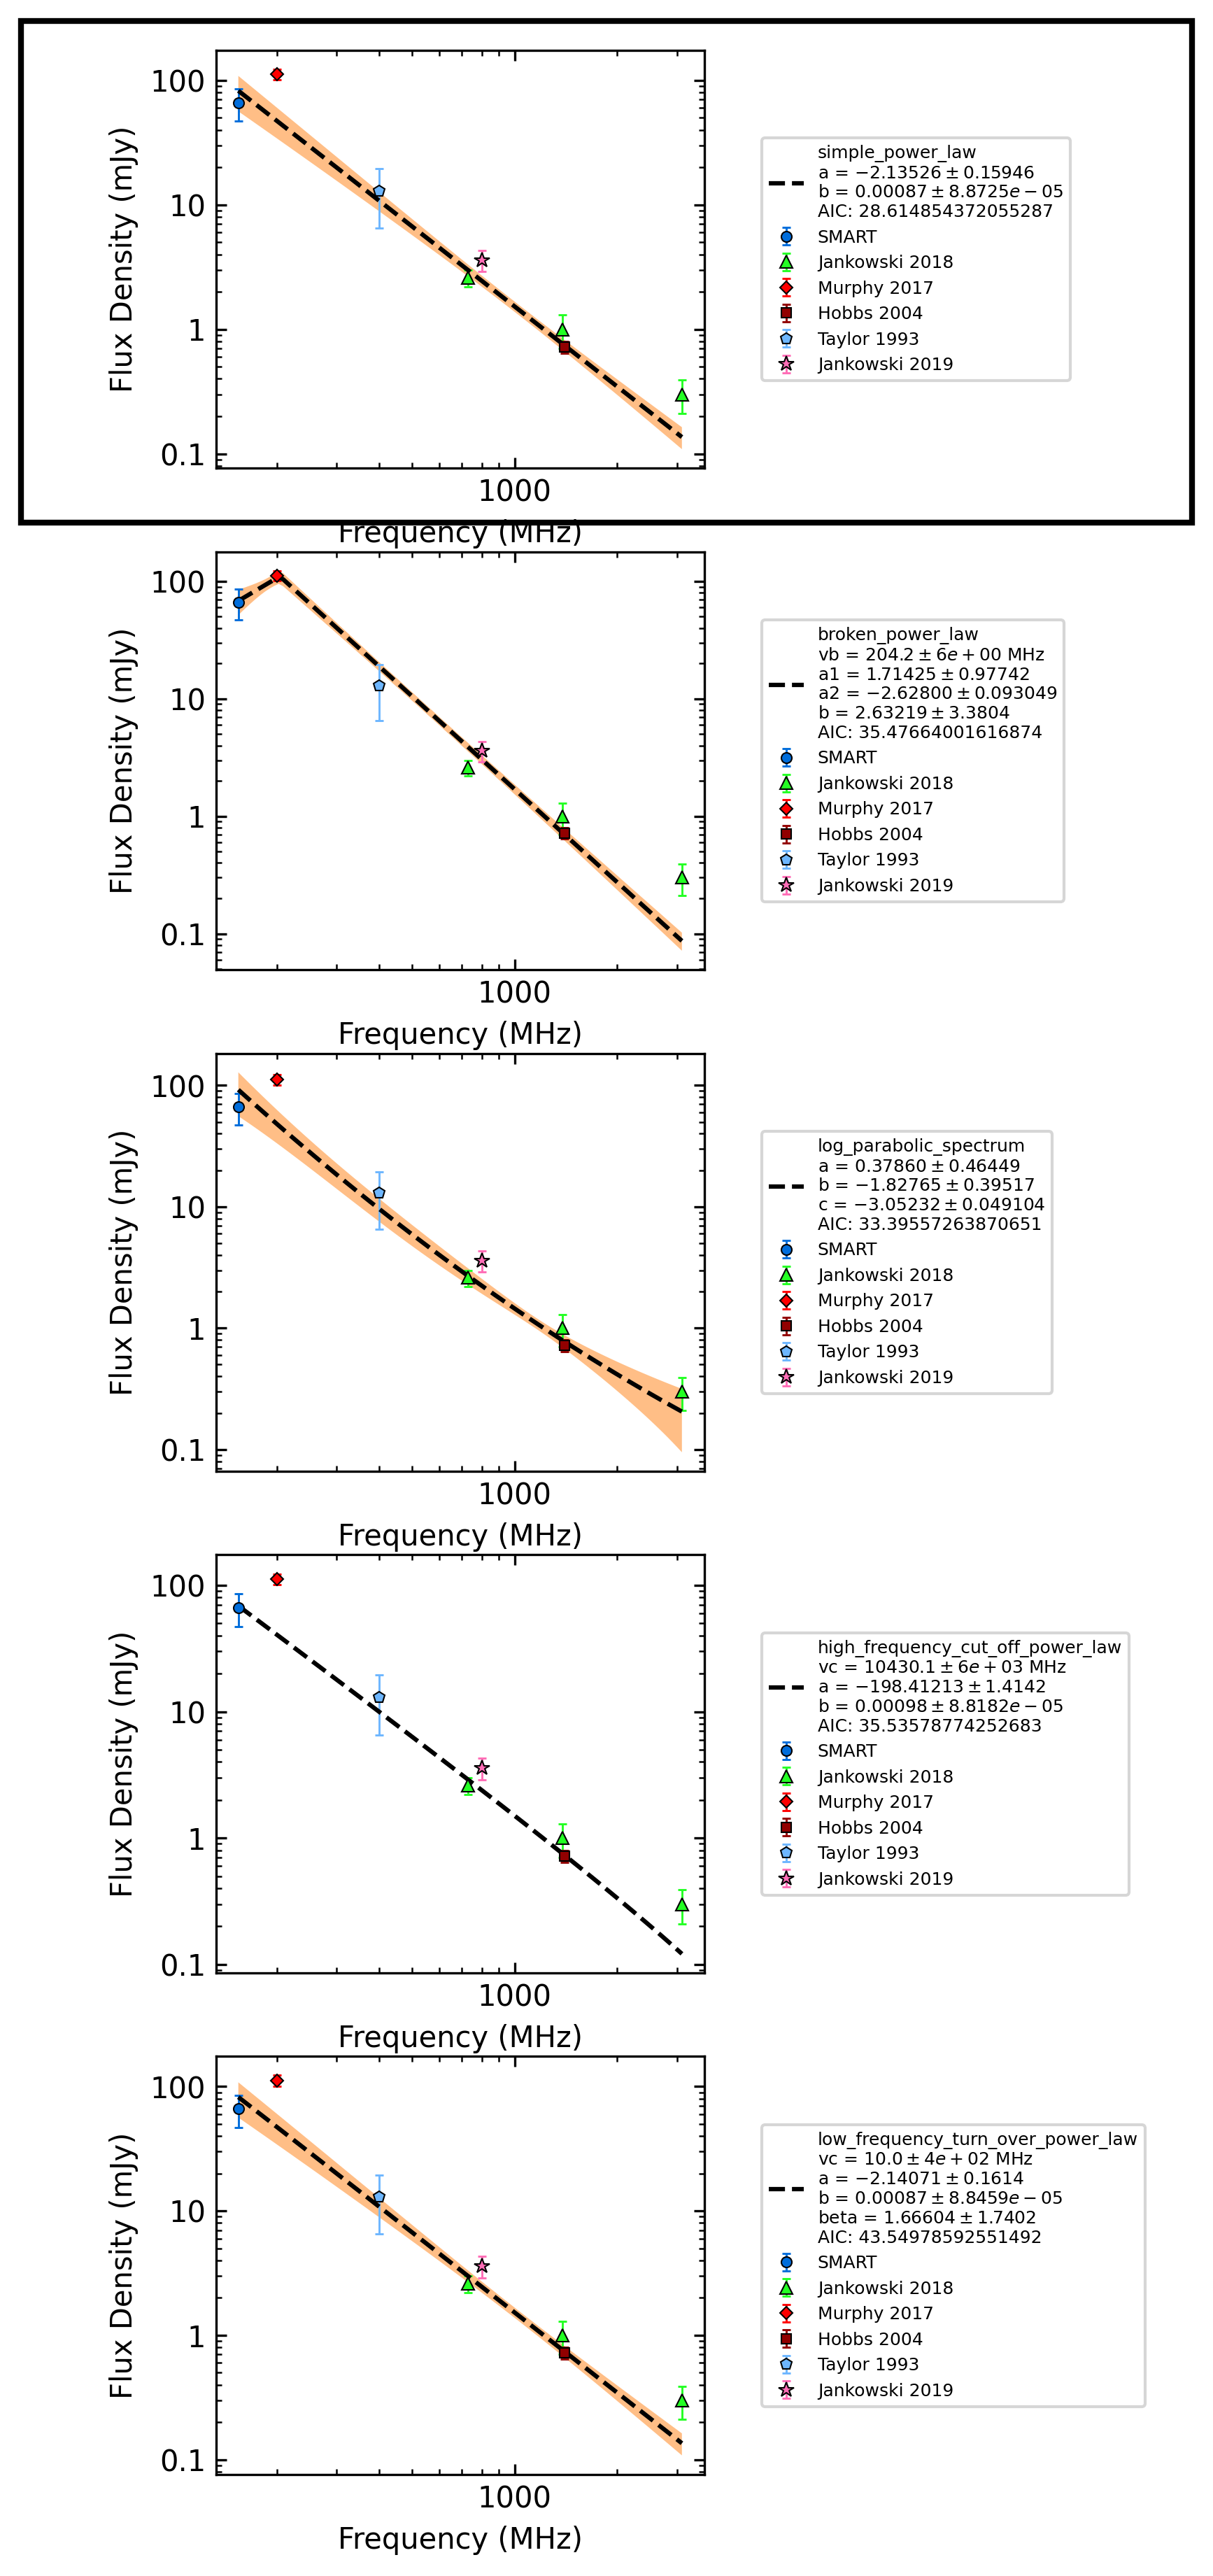 100
10
1
0.1
Flux Density (mJy)
1000
Frequency (MHz)
simple_power_law
a = −2.13526 ± 0.15946
b = 0.00087 ± 8.8725e − 05
AIC: 28.614854372055287
SMART
Jankowski 2018
Murphy 2017
Hobbs 2004
Taylor 1993
Jankowski 2019
100
10
1
0.1
Flux Density (mJy)
1000
Frequency (MHz)
broken_power_law
vb = 204.2 ± 6e + 00 MHz
a1 = 1.71425 ± 0.97742
a2 = −2.62800 ± 0.093049
b = 2.63219 ± 3.3804
AIC: 35.47664001616874
SMART
Jankowski 2018
Murphy 2017
Hobbs 2004
Taylor 1993
Jankowski 2019
100
10
1
0.1
Flux Density (mJy)
1000
Frequency (MHz)
log_parabolic_spectrum
a = 0.37860 ± 0.46449
b = −1.82765 ± 0.39517
c = −3.05232 ± 0.049104
AIC: 33.39557263870651
SMART
Jankowski 2018
Murphy 2017
Hobbs 2004
Taylor 1993
Jankowski 2019
100
10
1
0.1
Flux Density (mJy)
1000
Frequency (MHz)
high_frequency_cut_off_power_law
vc = 10430.1 ± 6e + 03 MHz
a = −198.41213 ± 1.4142
b = 0.00098 ± 8.8182e − 05
AIC: 35.53578774252683
SMART
Jankowski 2018
Murphy 2017
Hobbs 2004
Taylor 1993
Jankowski 2019
100
10
1
0.1
Flux Density (mJy)
1000
Frequency (MHz)
low_frequency_turn_over_power_law
vc = 10.0 ± 4e + 02 MHz
a = −2.14071 ± 0.1614
b = 0.00087 ± 8.8459e − 05
beta = 1.66604 ± 1.7402
AIC: 43.54978592551492
SMART
Jankowski 2018
Murphy 2017
Hobbs 2004
Taylor 1993
Jankowski 2019